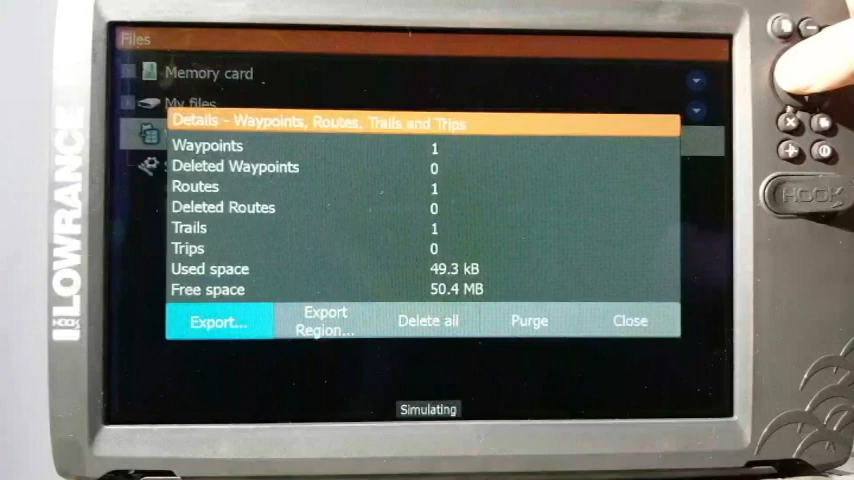 Files
Memory card
My files
Details - Waypoints, Routes, Trails and Trips
Waypoints 1
Deleted Waypoints 0
Routes 1
Deleted Routes 0
Trails 1
Trips 0
Used space 49.3 kB
Free space 50.4 MB
Export...
Export
Region...
Delete all
Purge
Close
Simulating
LOWRANCE
HOOK